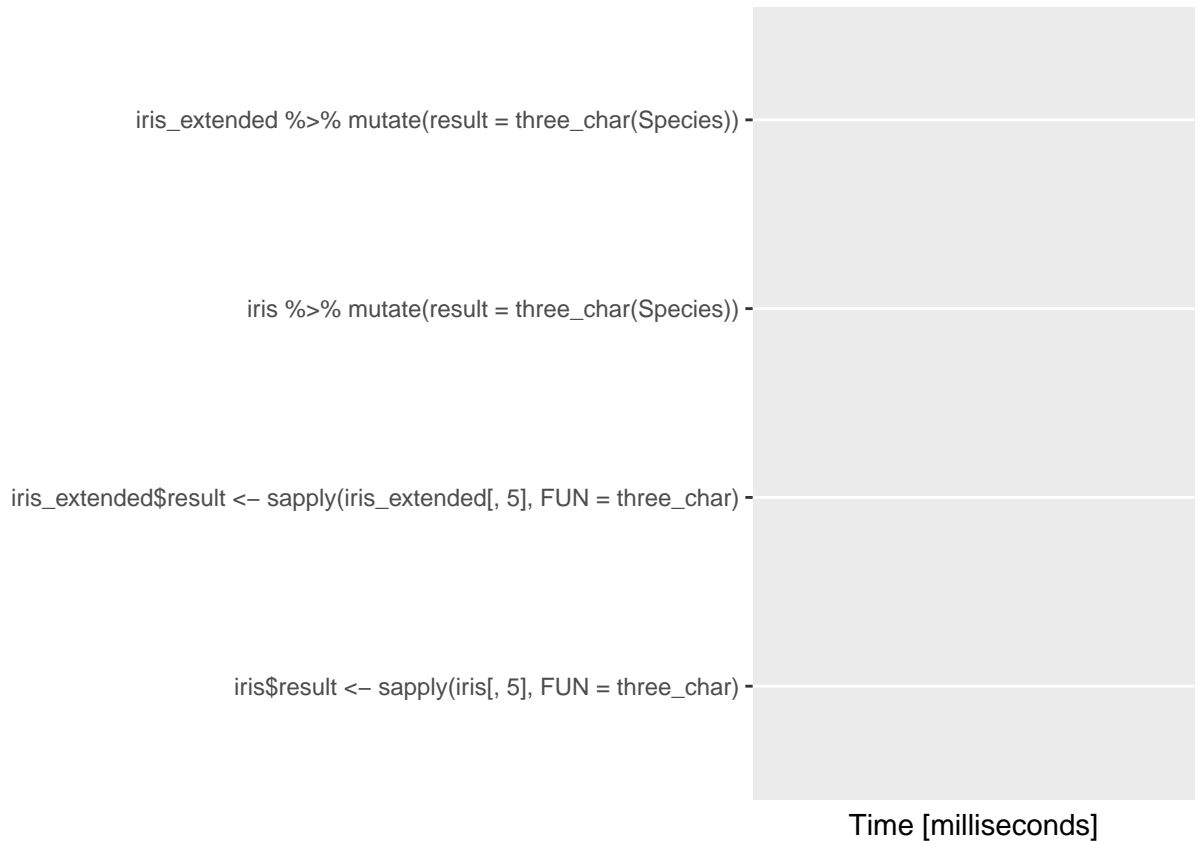 iris_extended %>% mutate(result = three_char(Species))
iris %>% mutate(result = three_char(Species))
iris_extended$result <− sapply(iris_extended[, 5], FUN = three_char)
iris$result <− sapply(iris[, 5], FUN = three_char)
Time [milliseconds]